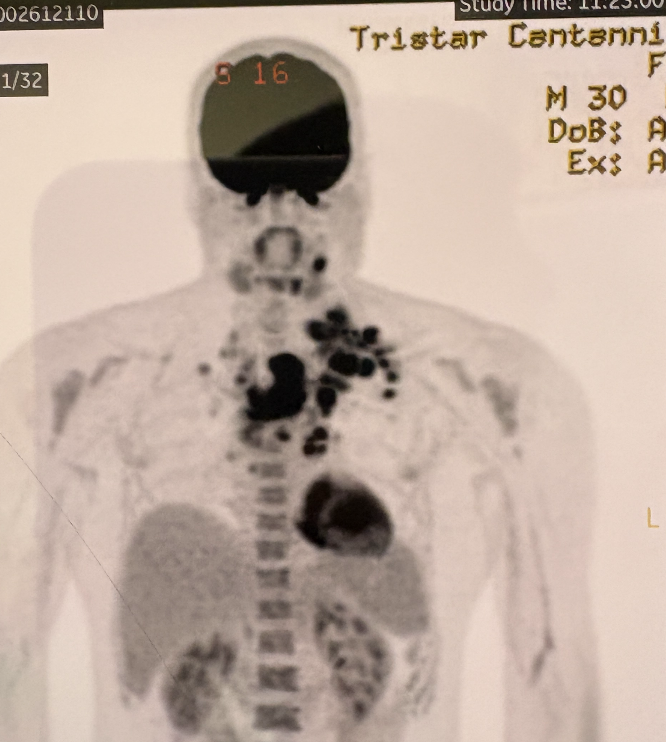 002612110
Study Time: 11:23:00
Tristar Centenni
F
1/32
S 16
M 30
DoB: A
Ex: A
L